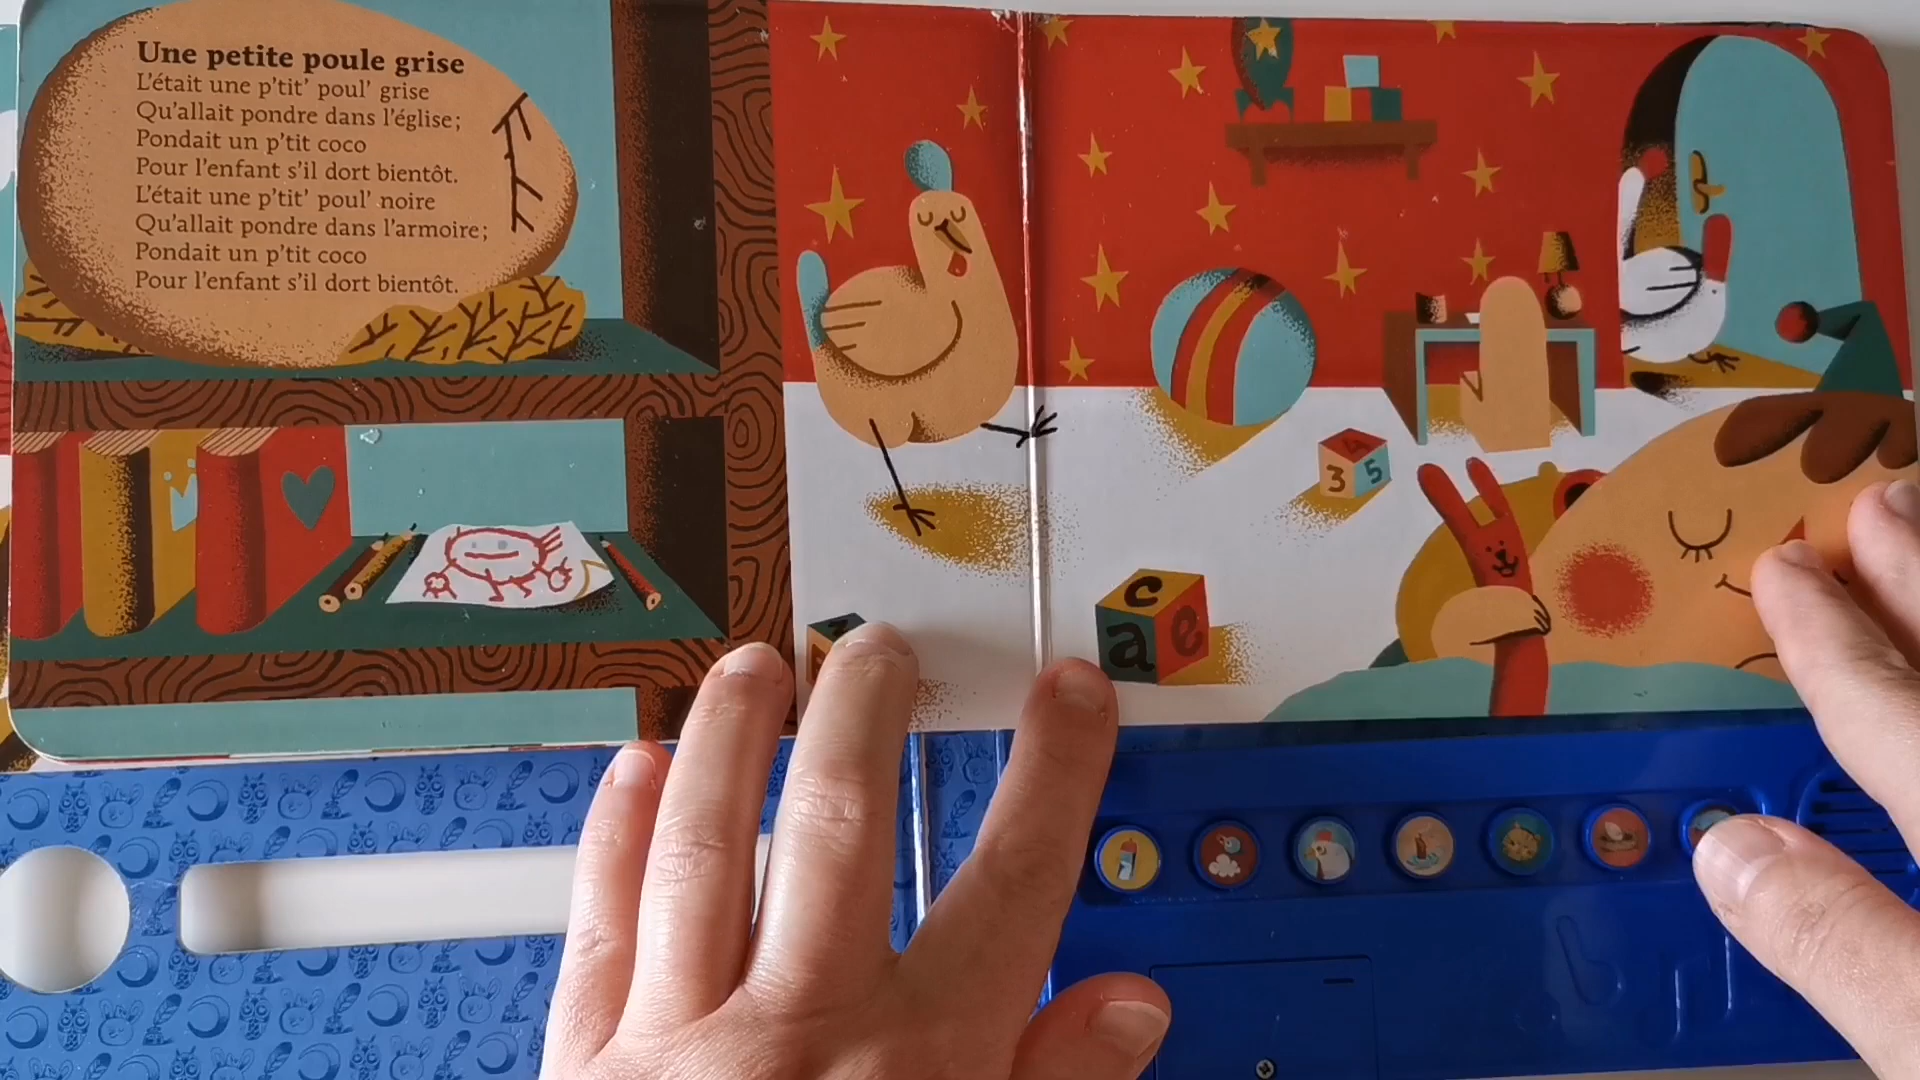 Une petite poule grise
L'était une p'tit' poul' grise
Qu'allait pondre dans l'église;
Pondait un p'tit coco
Pour l'enfant s'il dort bientôt.
L'était une p'tit' poul' noire
Qu'allait pondre dans l'armoire;
Pondait un p'tit coco
Pour l'enfant s'il dort bientôt.
3 5
c
a e